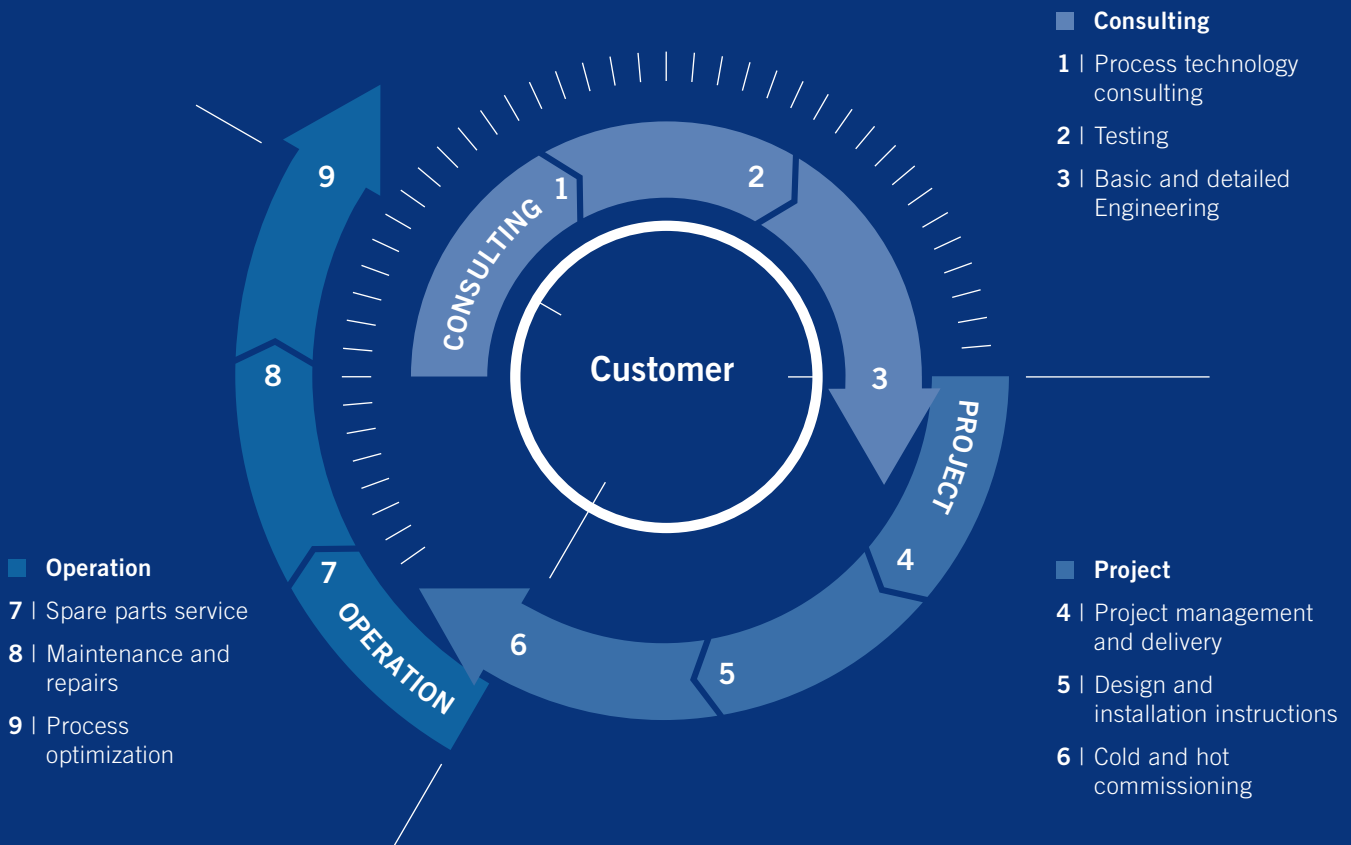 Consulting
1 | Process technology
consulting
2 | Testing
3 | Basic and detailed
Engineering
9
1
2
CONSULTING
Customer
8
3
PROJECT
4
7
OPERATION
6
5
Operation
7 | Spare parts service
8 | Maintenance and
repairs
9 | Process
optimization
Project
4 | Project management
and delivery
5 | Design and
installation instructions
6 | Cold and hot
commissioning